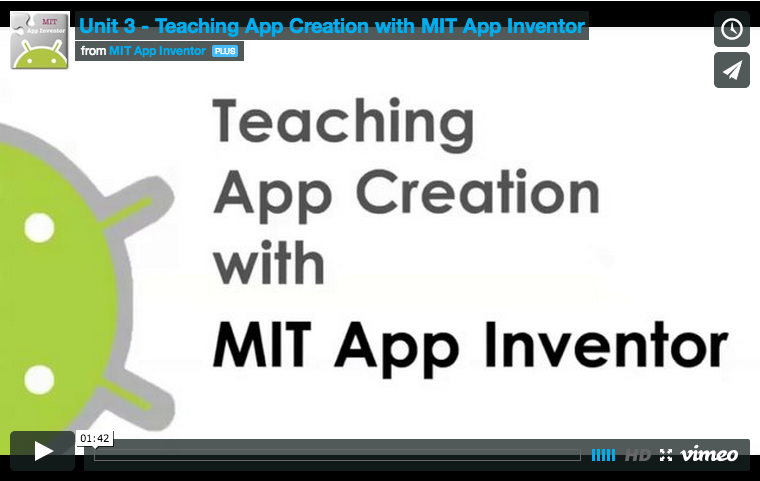 MIT
App Inventor
Unit 3 - Teaching App Creation with MIT App Inventor
from MIT App Inventor PLUS
Teaching
App Creation
with
MIT App Inventor
01:42
HD vimeo